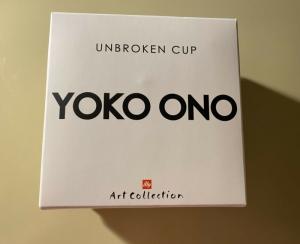 UNBROKEN CUP
YOKO ONO
illy
Art Collection